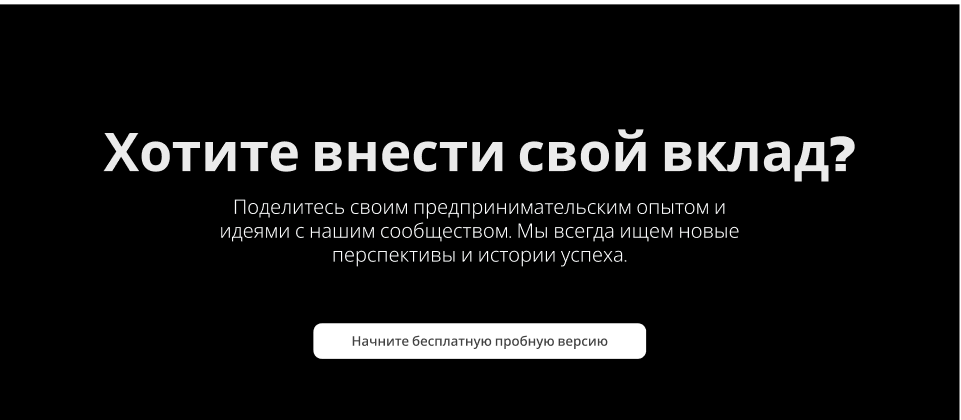 Хотите внести свой вклад?
Поделитесь своим предпринимательским опытом и
идеями с нашим сообществом. Мы всегда ищем новые
перспективы и истории успеха.
Начните бесплатную пробную версию